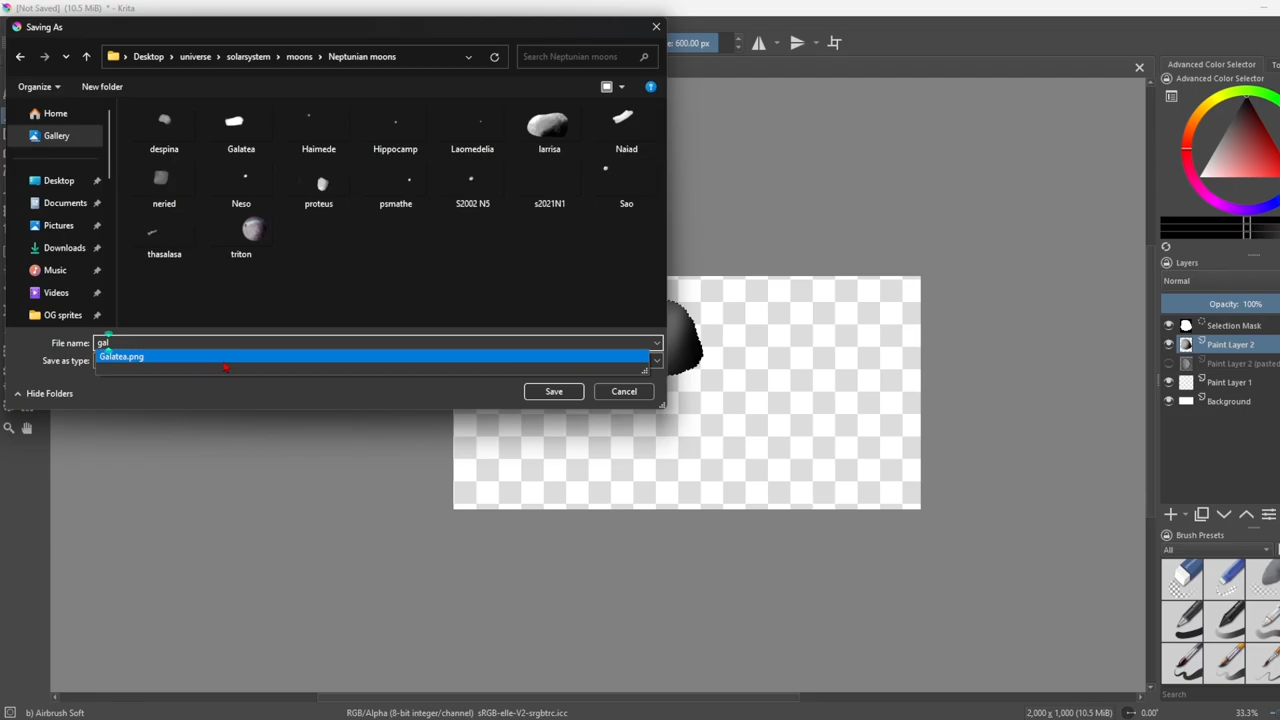 [Not Saved] (10.5 MiB) * - Krita
Saving As
Desktop › universe › solarsystem › moons › Neptunian moons
Search Neptunian moons
e: 600.00 px
Organize
New folder
Home
Gallery
Desktop
Documents
Pictures
Downloads
Music
Videos
OG sprites
despina
Galatea
Haimede
Hippocamp
Laomedelia
larrisa
Naiad
neried
Neso
proteus
psmathe
S2002 N5
s2021N1
Sao
thasalasa
triton
File name:
gal
Galatea.png
Save as type:
Hide Folders
Save
Cancel
Advanced Color Selector
To
Advanced Color Selector
Layers
Normal
Opacity: 100%
Selection Mask
Paint Layer 2
Paint Layer 2 (pasted
Paint Layer 1
Background
Brush Presets
All
Search
b) Airbrush Soft
RGB/Alpha (8-bit integer/channel) sRGB-elle-V2-srgbtrc.icc
2,000 x 1,000 (10.5 MiB)
0.00°
33.3%